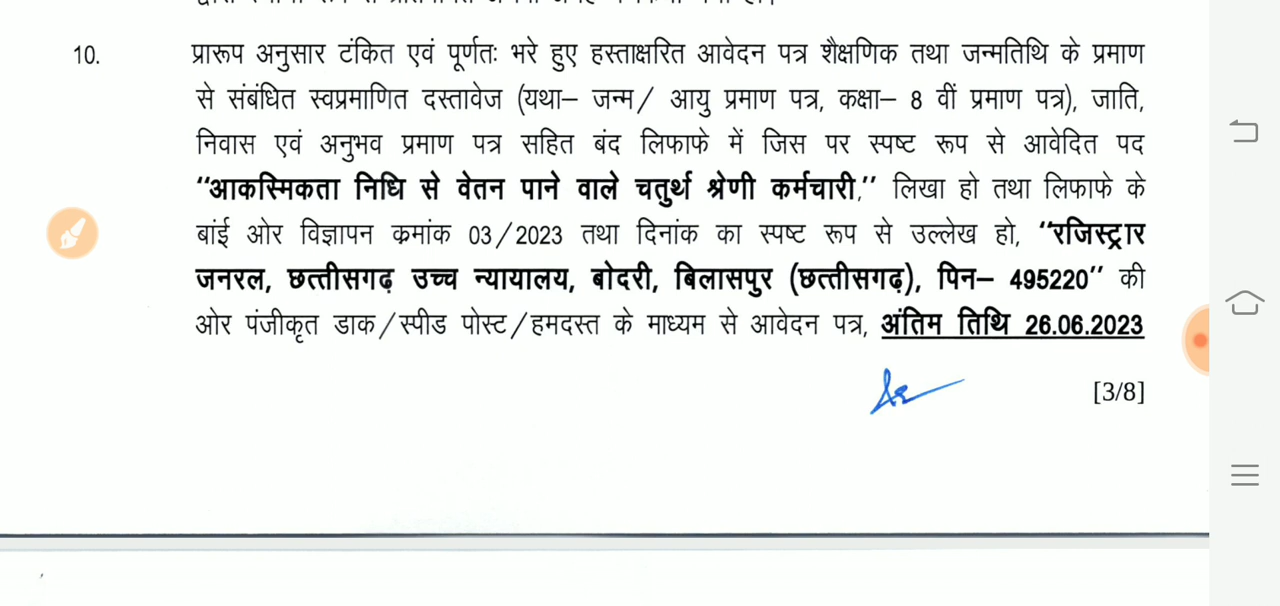 10. प्रारूप अनुसार टंकित एवं पूर्णतः भरे हुए हस्ताक्षरित आवेदन पत्र शैक्षणिक तथा जन्मतिथि के प्रमाण
से संबंधित स्वप्रमाणित दस्तावेज (यथा– जन्म/ आयु प्रमाण पत्र, कक्षा– 8 वीं प्रमाण पत्र), जाति,
निवास एवं अनुभव प्रमाण पत्र सहित बंद लिफाफे में जिस पर स्पष्ट रूप से आवेदित पद
“आकस्मिकता निधि से वेतन पाने वाले चतुर्थ श्रेणी कर्मचारी,” लिखा हो तथा लिफाफे के
बांई ओर विज्ञापन क्रमांक 03/2023 तथा दिनांक का स्पष्ट रूप से उल्लेख हो, “रजिस्ट्रार
जनरल, छत्तीसगढ़ उच्च न्यायालय, बोदरी, बिलासपुर (छत्तीसगढ़), पिन– 495220” की
ओर पंजीकृत डाक/स्पीड पोस्ट/हमदस्त के माध्यम से आवेदन पत्र, अंतिम तिथि 26.06.2023
[3/8]